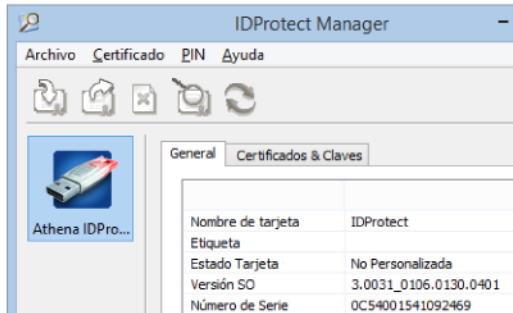 IDProtect Manager
Archivo Certificado PIN Ayuda
General Certificados & Claves
Athena IDPro...
Nombre de tarjeta IDProtect
Etiqueta
Estado Tarjeta No Personalizada
Versión SO 3.0031_0106.0130.0401
Número de Serie 0C54001541092469